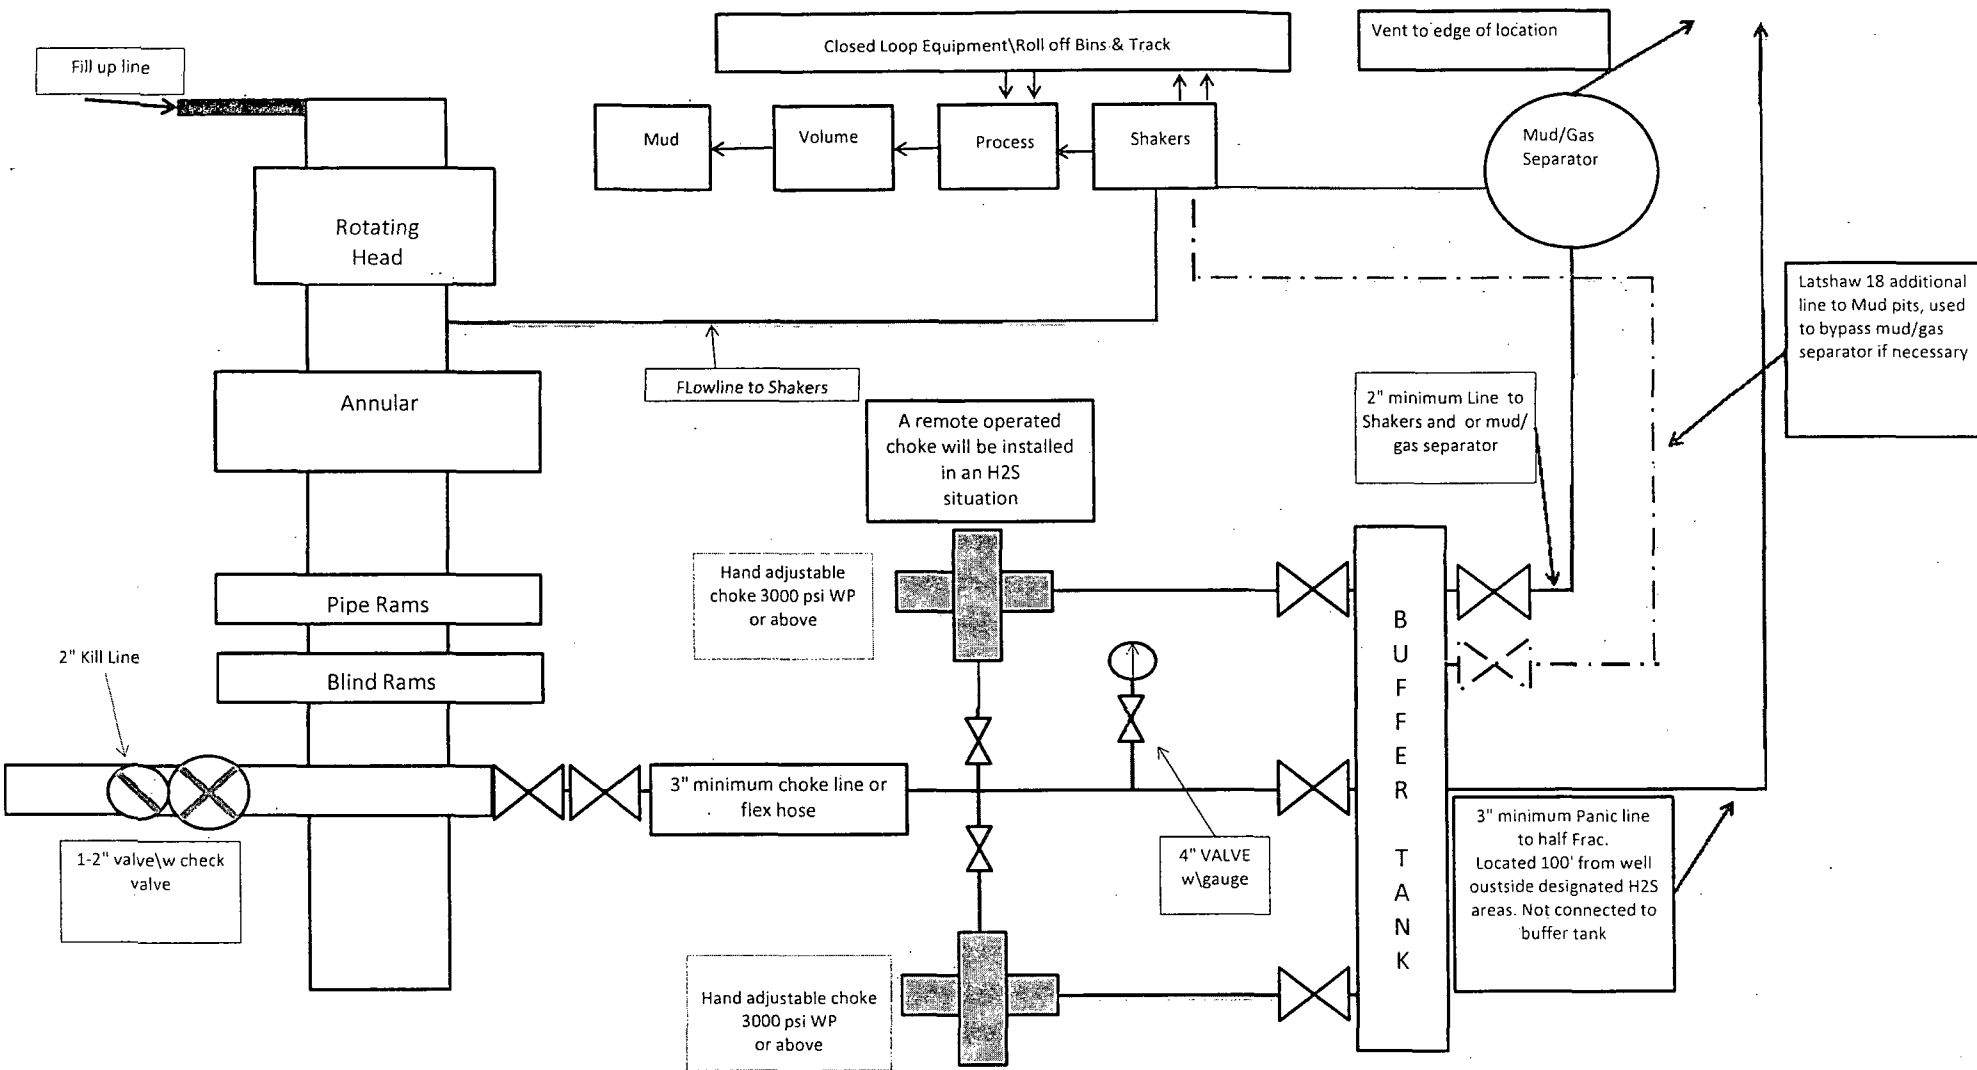 Closed Loop Equipment\Roll off Bins & Track
Vent to edge of location
Fill up line
Mud
Volume
Process
Shakers
Mud/Gas
Separator
Rotating
Head
Latshaw 18 additional
line to Mud pits, used
to bypass mud/gas
separator if necessary
FLowline to Shakers
Annular
2" minimum Line to
Shakers and or mud/
gas separator
A remote operated
choke will be installed
in an H2S
situation
Hand adjustable
choke 3000 psi WP
or above
Pipe Rams
2" Kill Line
Blind Rams
B
U
F
F
E
R
T
A
N
K
3" minimum choke line or
flex hose
1-2" valve\w check
valve
4" VALVE
w\gauge
3" minimum Panic line
to half Frac.
Located 100' from well
oustside designated H2S
areas. Not connected to
buffer tank
Hand adjustable choke
3000 psi WP
or above